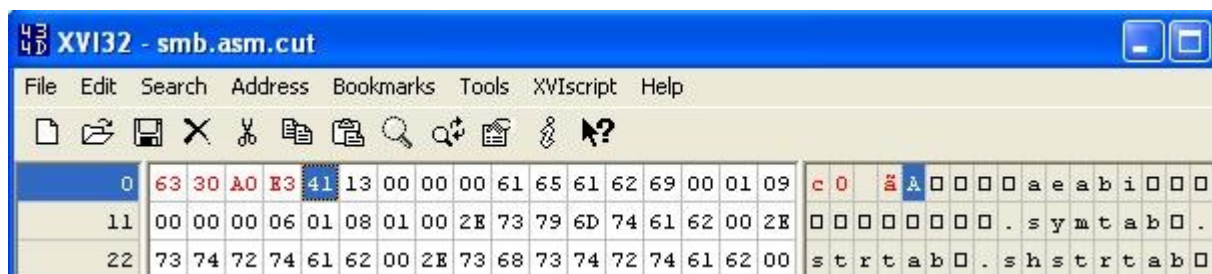 XVI32 - smb.asm.cut
File Edit Search Address Bookmarks Tools XVIscript Help
0 63 30 A0 E3 41 13 00 00 00 61 65 61 62 69 00 01 09 c 0 ã A □ □ □ □ a e a b i □ □ □
11 00 00 00 06 01 08 01 00 2E 73 79 6D 74 61 62 00 2E □ □ □ □ □ □ □ □ . s y m t a b □ .
22 73 74 72 74 61 62 00 2E 73 68 73 74 72 74 61 62 00 s t r t a b □ . s h s t r t a b □